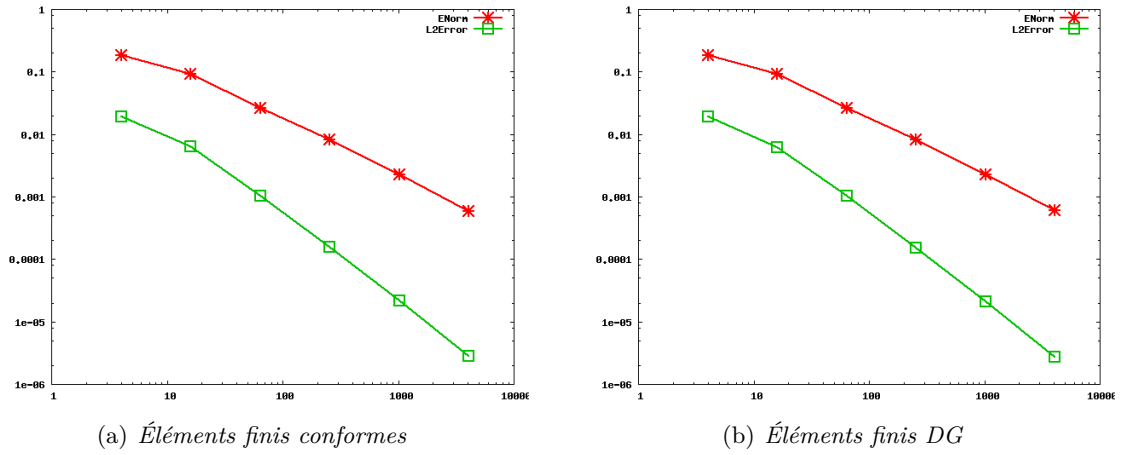 1
0.1
0.01
0.001
0.0001
1e-05
1e-06
1
10
100
1000
10000
ENorm
L2Error
(a) Éléments finis conformes
1
0.1
0.01
0.001
0.0001
1e-05
1e-06
1
10
100
1000
10000
ENorm
L2Error
(b) Éléments finis DG